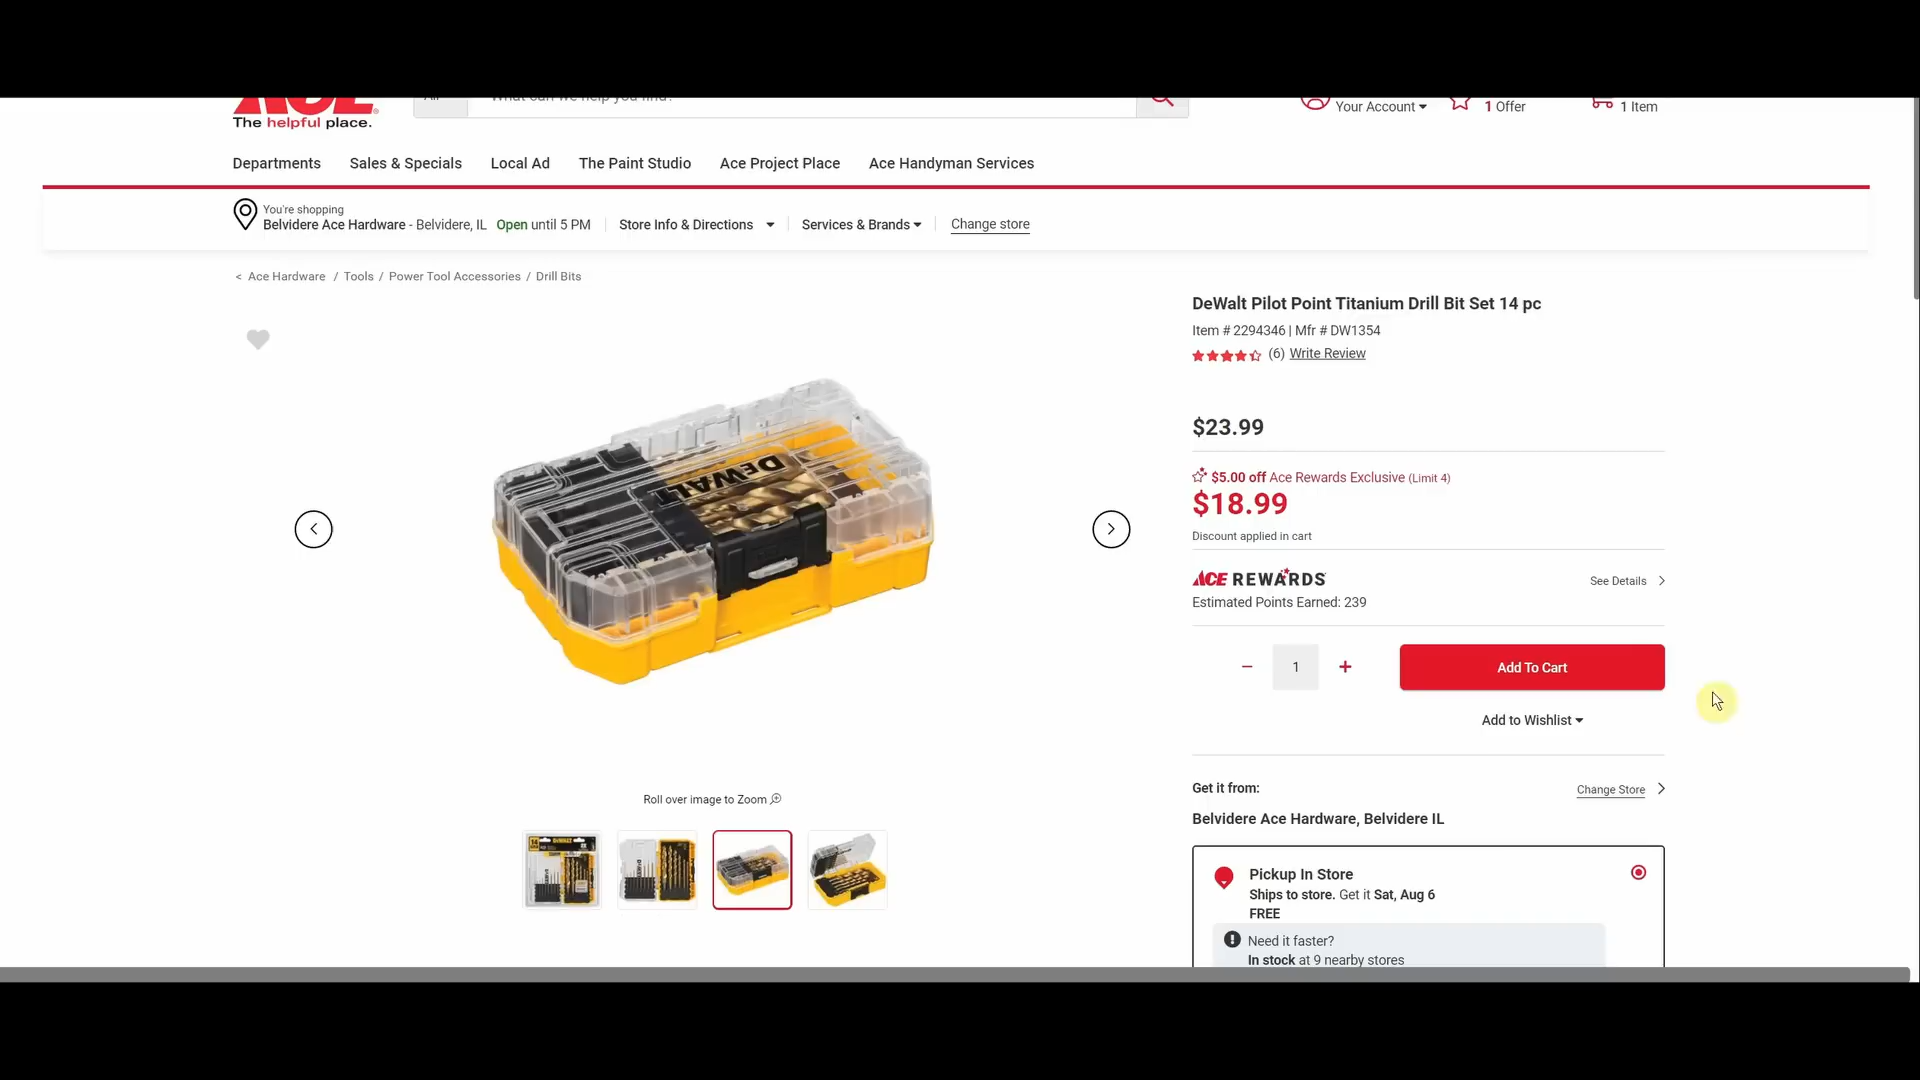 ACE
The helpful place.
Your Account
1 Offer
1 Item
Departments
Sales & Specials
Local Ad
The Paint Studio
Ace Project Place
Ace Handyman Services
You're shopping
Belvidere Ace Hardware - Belvidere, IL Open until 5 PM
Store Info & Directions
Services & Brands
Change store
< Ace Hardware / Tools / Power Tool Accessories / Drill Bits
DeWalt Pilot Point Titanium Drill Bit Set 14 pc
Item # 2294346 | Mfr # DW1354
(6) Write Review
$23.99
$5.00 off Ace Rewards Exclusive (Limit 4)
$18.99
Discount applied in cart
ACE REWARDS
See Details
Estimated Points Earned: 239
1
Add To Cart
Add to Wishlist
DEWALT
Roll over image to Zoom
Get it from:
Change Store
Belvidere Ace Hardware, Belvidere IL
Pickup In Store
Ships to store. Get it Sat, Aug 6
FREE
Need it faster?
In stock at 9 nearby stores